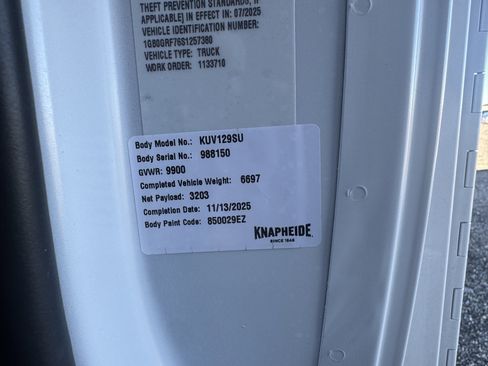 THEFT PREVENTION STANDARDS, IF
APPLICABLE] IN EFFECT IN: 07/2025
VEHICLE IDENTIFICATION NUMBER:
1GB0GRF76S1257380
VEHICLE TYPE: TRUCK
WORK ORDER: 1133710
Body Model No.: KUV129SU
Body Serial No.: 988150
GVWR: 9900
Completed Vehicle Weight: 6697
Net Payload: 3203
Completion Date: 11/13/2025
Body Paint Code: 850029EZ
KNAPHEIDE
SINCE 1848